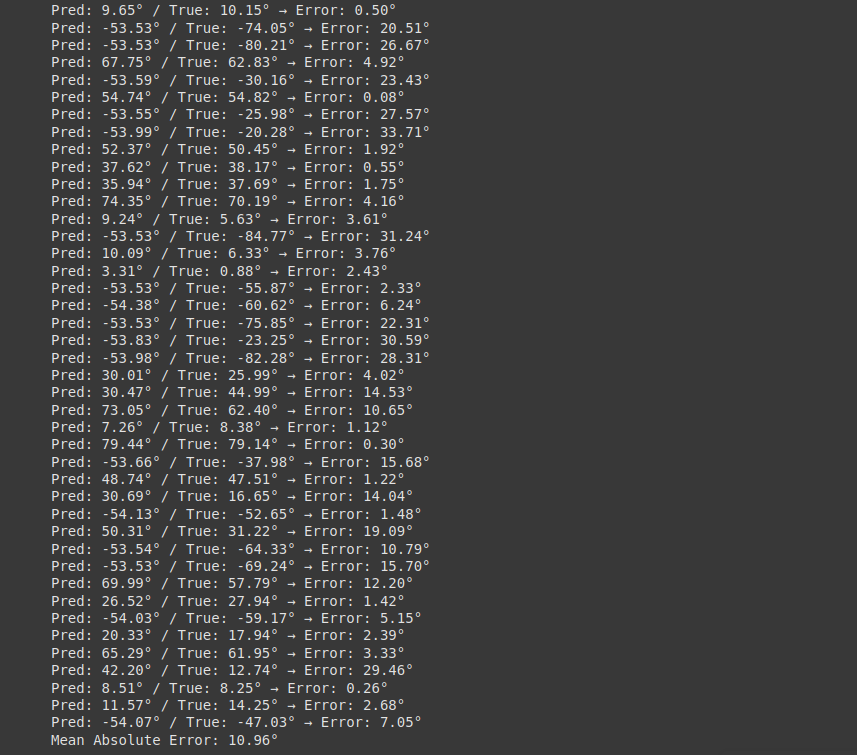 Pred: 9.65° / True: 10.15° → Error: 0.50°
Pred: -53.53° / True: -74.05° → Error: 20.51°
Pred: -53.53° / True: -80.21° → Error: 26.67°
Pred: 67.75° / True: 62.83° → Error: 4.92°
Pred: -53.59° / True: -30.16° → Error: 23.43°
Pred: 54.74° / True: 54.82° → Error: 0.08°
Pred: -53.55° / True: -25.98° → Error: 27.57°
Pred: -53.99° / True: -20.28° → Error: 33.71°
Pred: 52.37° / True: 50.45° → Error: 1.92°
Pred: 37.62° / True: 38.17° → Error: 0.55°
Pred: 35.94° / True: 37.69° → Error: 1.75°
Pred: 74.35° / True: 70.19° → Error: 4.16°
Pred: 9.24° / True: 5.63° → Error: 3.61°
Pred: -53.53° / True: -84.77° → Error: 31.24°
Pred: 10.09° / True: 6.33° → Error: 3.76°
Pred: 3.31° / True: 0.88° → Error: 2.43°
Pred: -53.53° / True: -55.87° → Error: 2.33°
Pred: -54.38° / True: -60.62° → Error: 6.24°
Pred: -53.53° / True: -75.85° → Error: 22.31°
Pred: -53.83° / True: -23.25° → Error: 30.59°
Pred: -53.98° / True: -82.28° → Error: 28.31°
Pred: 30.01° / True: 25.99° → Error: 4.02°
Pred: 30.47° / True: 44.99° → Error: 14.53°
Pred: 73.05° / True: 62.40° → Error: 10.65°
Pred: 7.26° / True: 8.38° → Error: 1.12°
Pred: 79.44° / True: 79.14° → Error: 0.30°
Pred: -53.66° / True: -37.98° → Error: 15.68°
Pred: 48.74° / True: 47.51° → Error: 1.22°
Pred: 30.69° / True: 16.65° → Error: 14.04°
Pred: -54.13° / True: -52.65° → Error: 1.48°
Pred: 50.31° / True: 31.22° → Error: 19.09°
Pred: -53.54° / True: -64.33° → Error: 10.79°
Pred: -53.53° / True: -69.24° → Error: 15.70°
Pred: 69.99° / True: 57.79° → Error: 12.20°
Pred: 26.52° / True: 27.94° → Error: 1.42°
Pred: -54.03° / True: -59.17° → Error: 5.15°
Pred: 20.33° / True: 17.94° → Error: 2.39°
Pred: 65.29° / True: 61.95° → Error: 3.33°
Pred: 42.20° / True: 12.74° → Error: 29.46°
Pred: 8.51° / True: 8.25° → Error: 0.26°
Pred: 11.57° / True: 14.25° → Error: 2.68°
Pred: -54.07° / True: -47.03° → Error: 7.05°
Mean Absolute Error: 10.96°